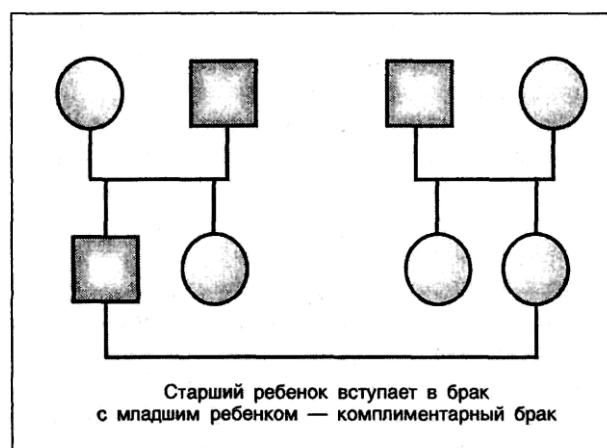 Старший ребенок вступает в брак
с младшим ребенком — комплиментарный брак